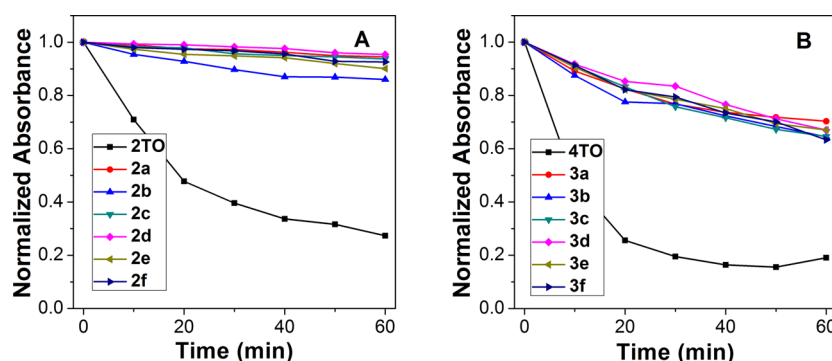 A
Normalized Absorbance
1.0
0.8
0.6
0.4
0.2
0.0
2TO
2a
2b
2c
2d
2e
2f
0 20 40 60
Time (min)
B
Normalized Absorbance
1.0
0.8
0.6
0.4
0.2
0.0
4TO
3a
3b
3c
3d
3e
3f
0 20 40 60
Time (min)